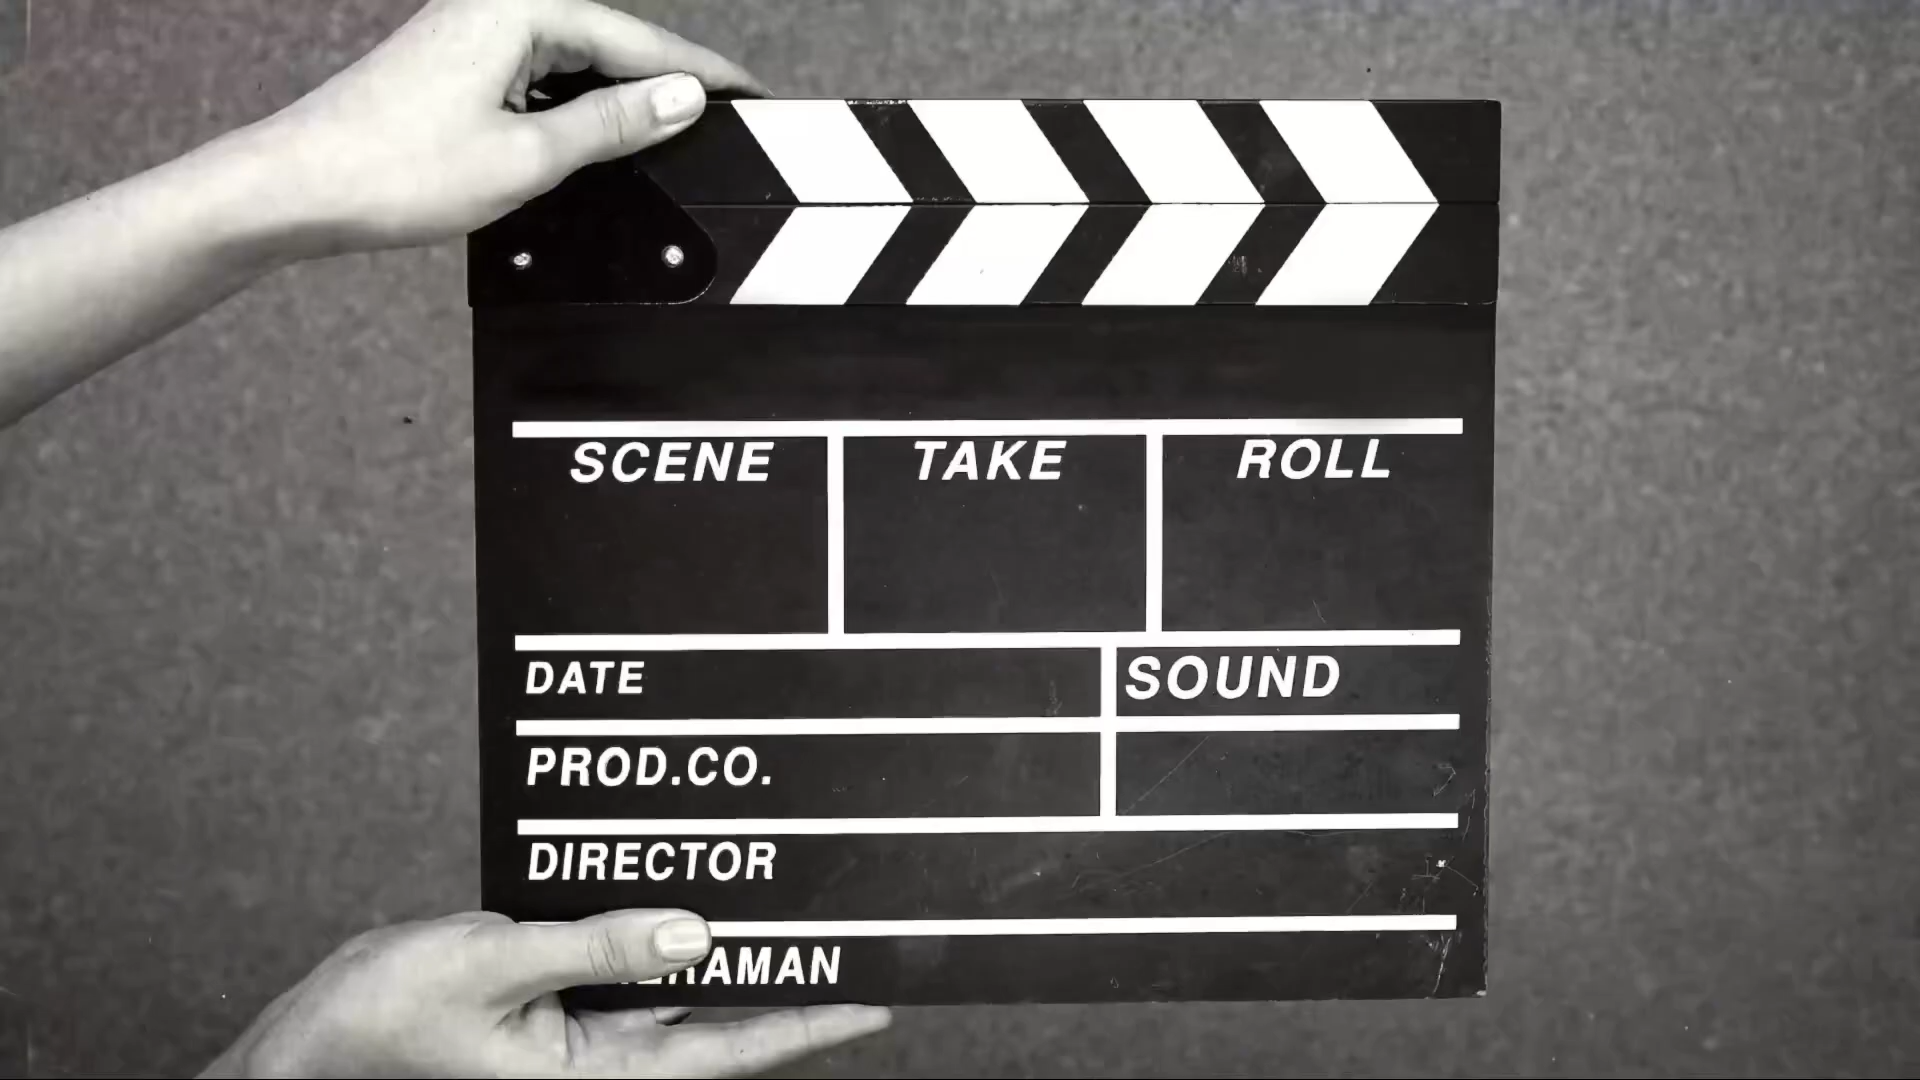 SCENE TAKE ROLL
DATE SOUND
PROD.CO.
DIRECTOR